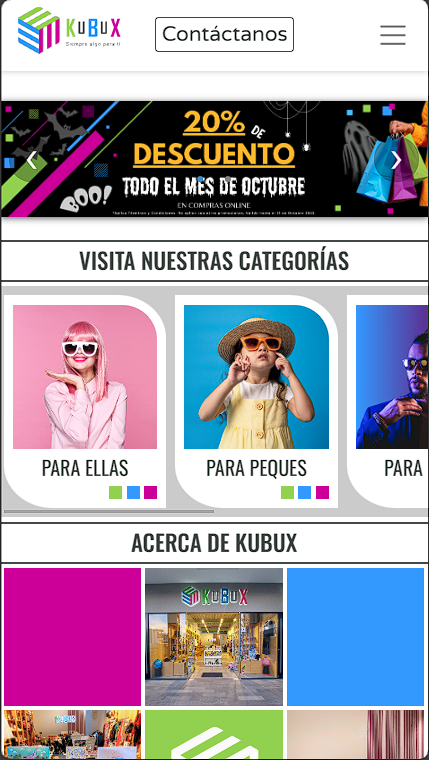 KUBUX
Siempre algo para ti
Contáctanos
20% DE
DESCUENTO
TODO EL MES DE OCTUBRE
EN COMPRAS ONLINE
BOO!
VISITA NUESTRAS CATEGORÍAS
PARA ELLAS
PARA PEQUES
PARA
ACERCA DE KUBUX
KUBUX